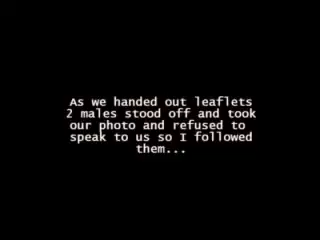 As we handed out leaflets
2 males stood off and took
our photo and refused to
speak to us so I followed
them...